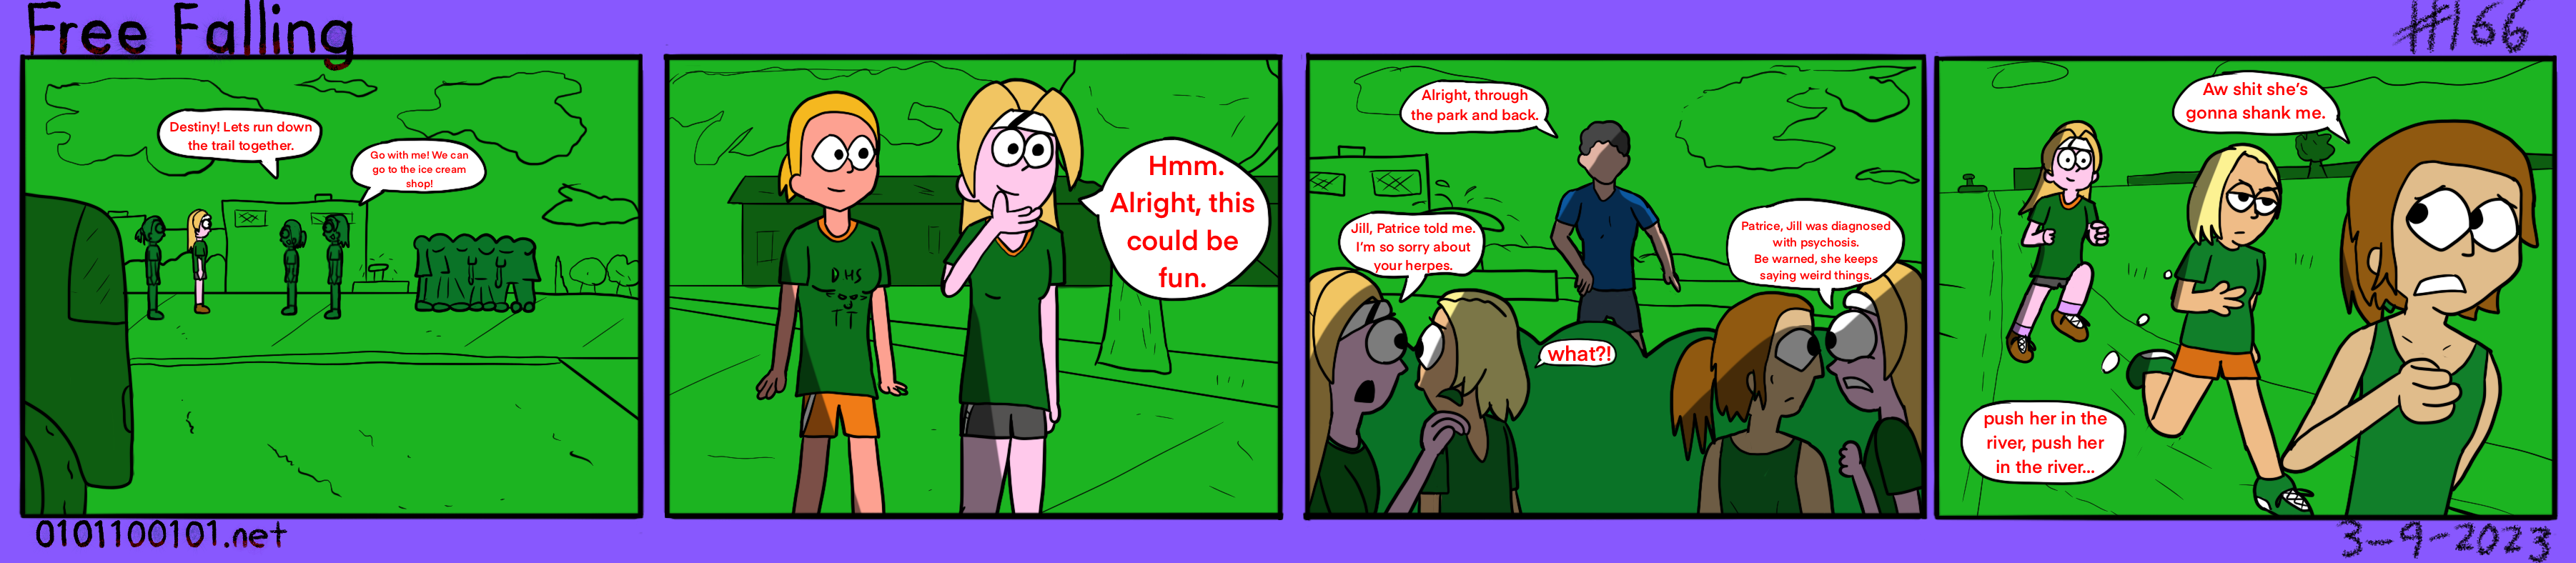 Free Falling
#166
Destiny! Lets run down
the trail together.
Go with me! We can
go to the ice cream
shop!
DHS
Hmm.
Alright, this
could be
fun.
Alright, through
the park and back.
Jill, Patrice told me.
I'm so sorry about
your herpes.
what?!
Patrice, Jill was diagnosed
with psychosis.
Be warned, she keeps
saying weird things.
Aw shit she's
gonna shank me.
push her in the
river, push her
in the river...
0101100101.net
3-9-2023